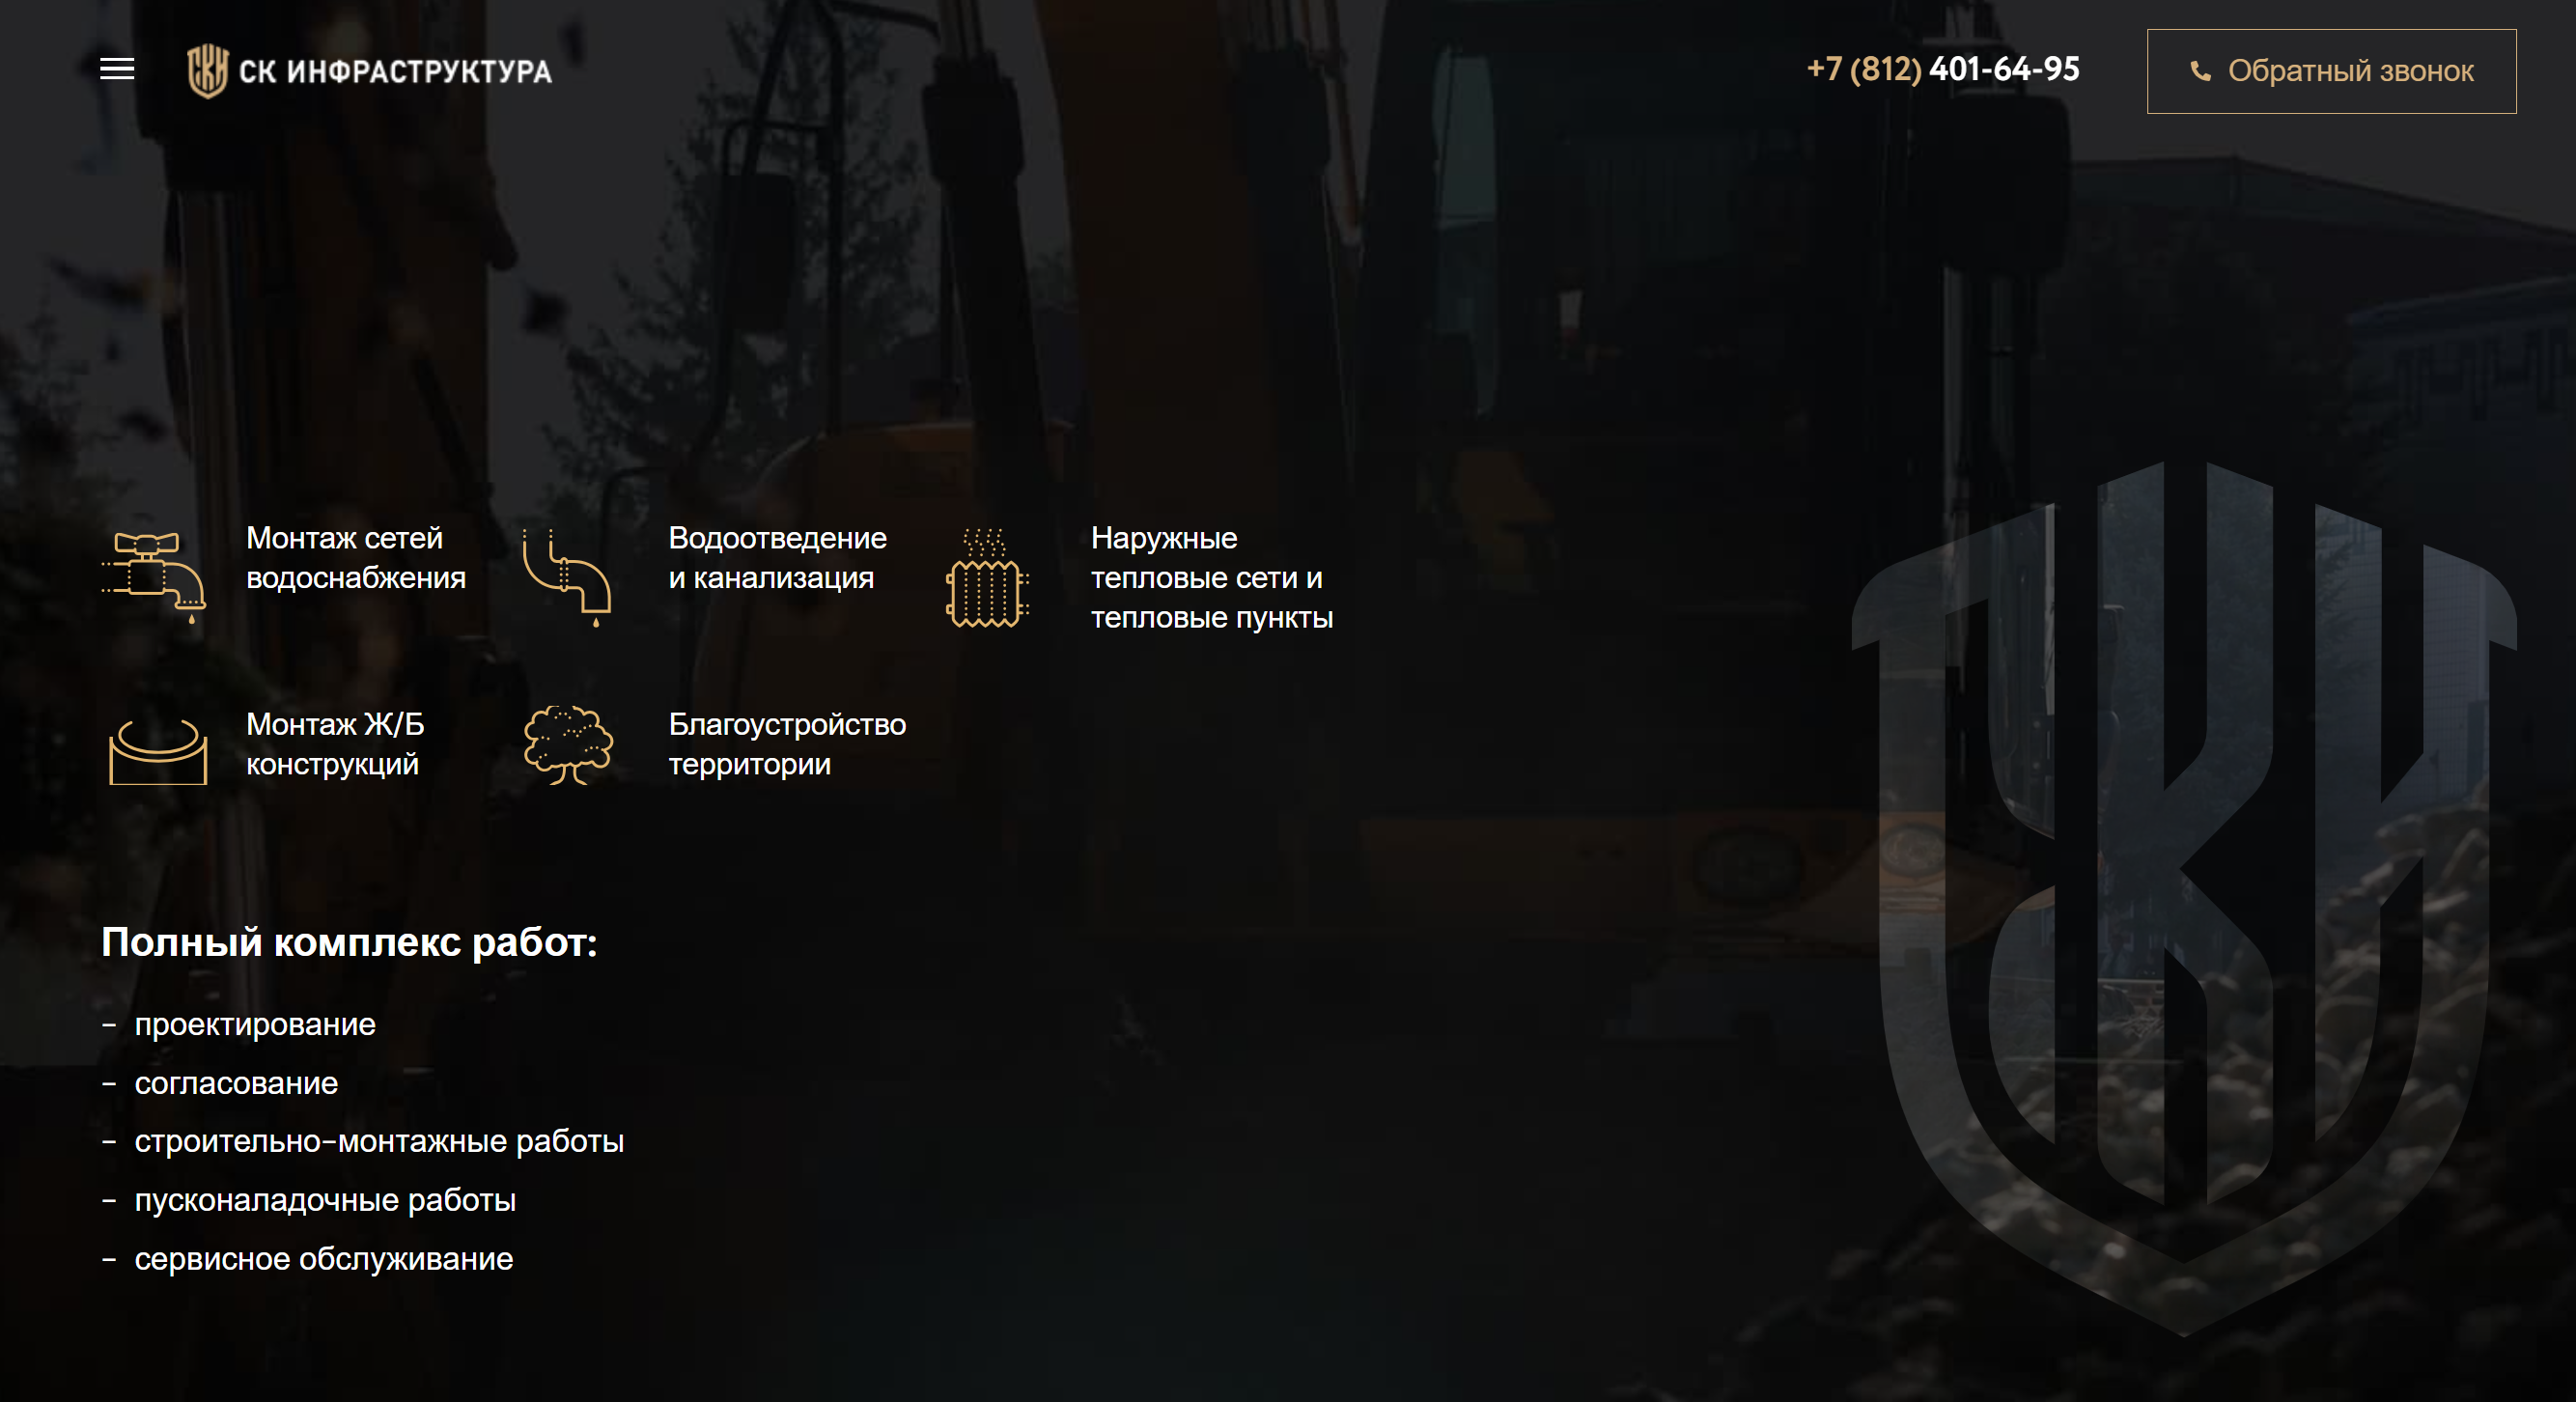 СК ИНФРАСТРУКТУРА
+7 (812) 401-64-95
Обратный звонок
Монтаж сетей
водоснабжения
Водоотведение
и канализация
Наружные
тепловые сети и
тепловые пункты
Монтаж Ж/Б
конструкций
Благоустройство
территории
Полный комплекс работ:
- проектирование
- согласование
- строительно-монтажные работы
- пусконаладочные работы
- сервисное обслуживание